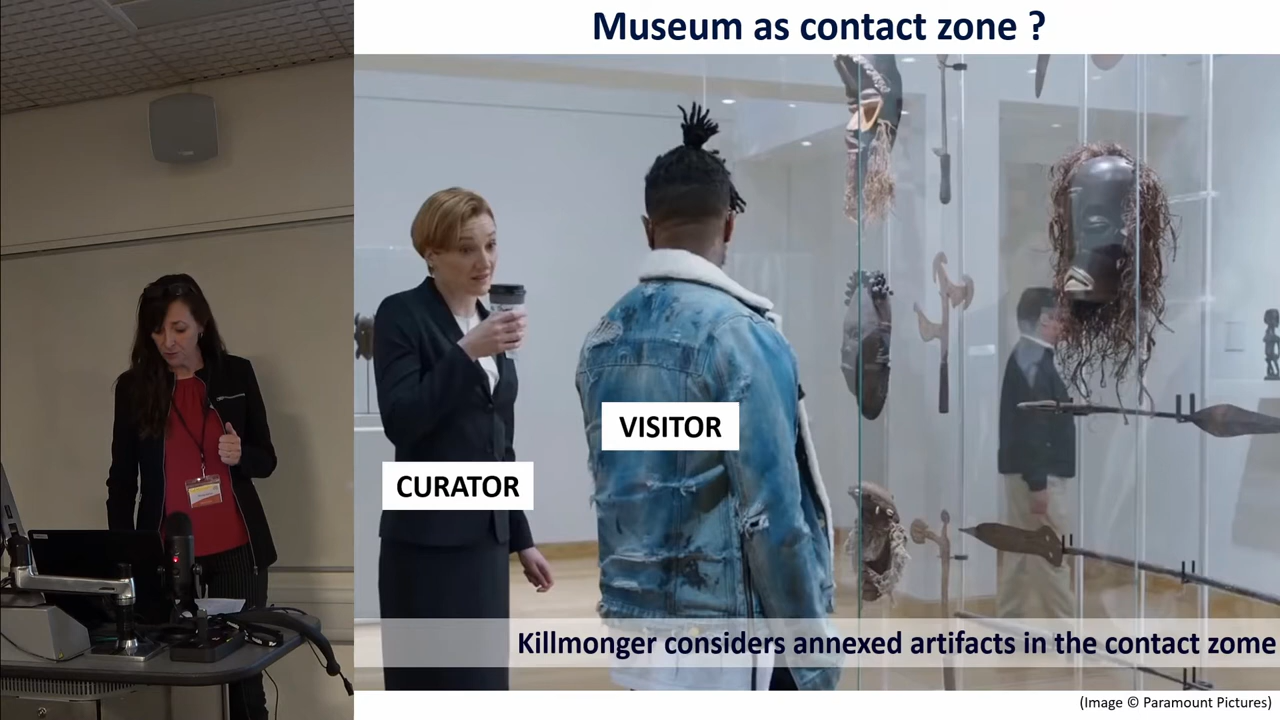 Museum as contact zone ?
VISITOR
CURATOR
Killmonger considers annexed artifacts in the contact zome
(Image © Paramount Pictures)